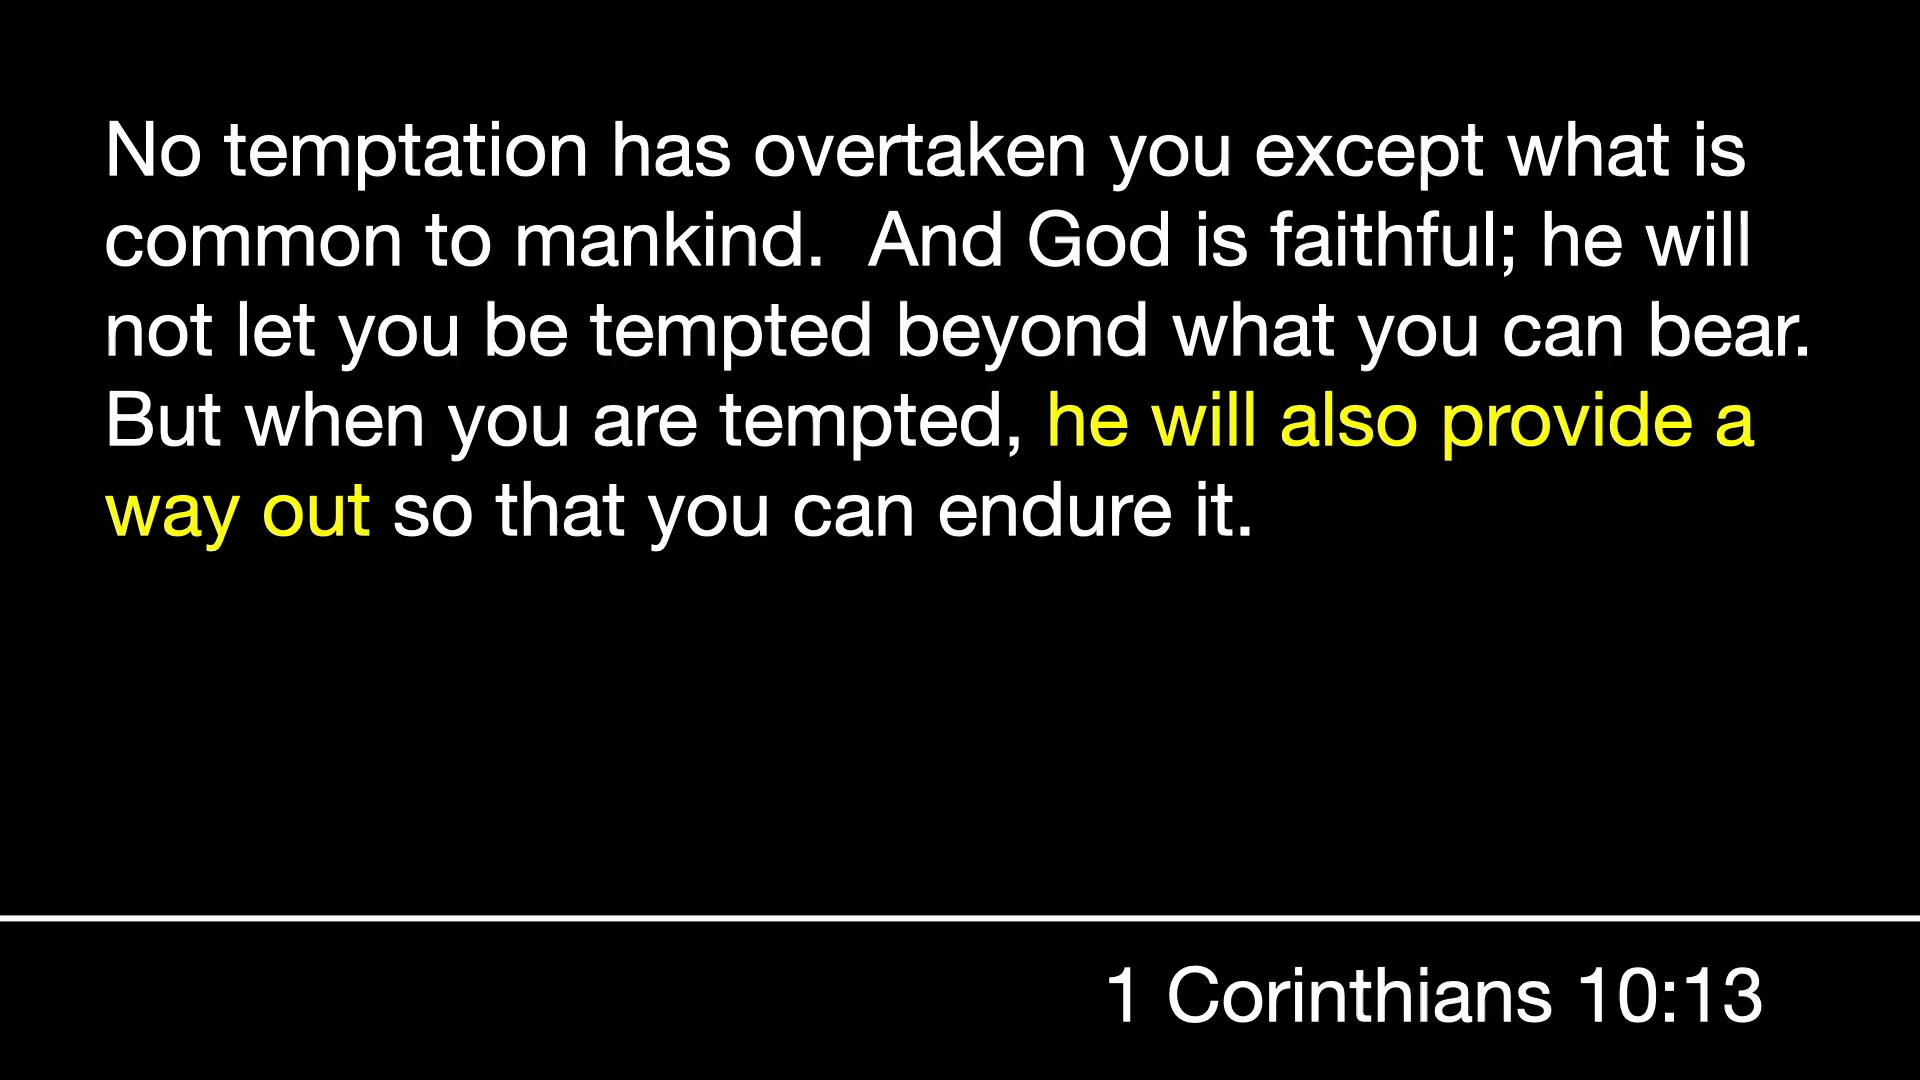 No temptation has overtaken you except what is
common to mankind.  And God is faithful; he will
not let you be tempted beyond what you can bear.
But when you are tempted, he will also provide a
way out so that you can endure it.
1 Corinthians 10:13